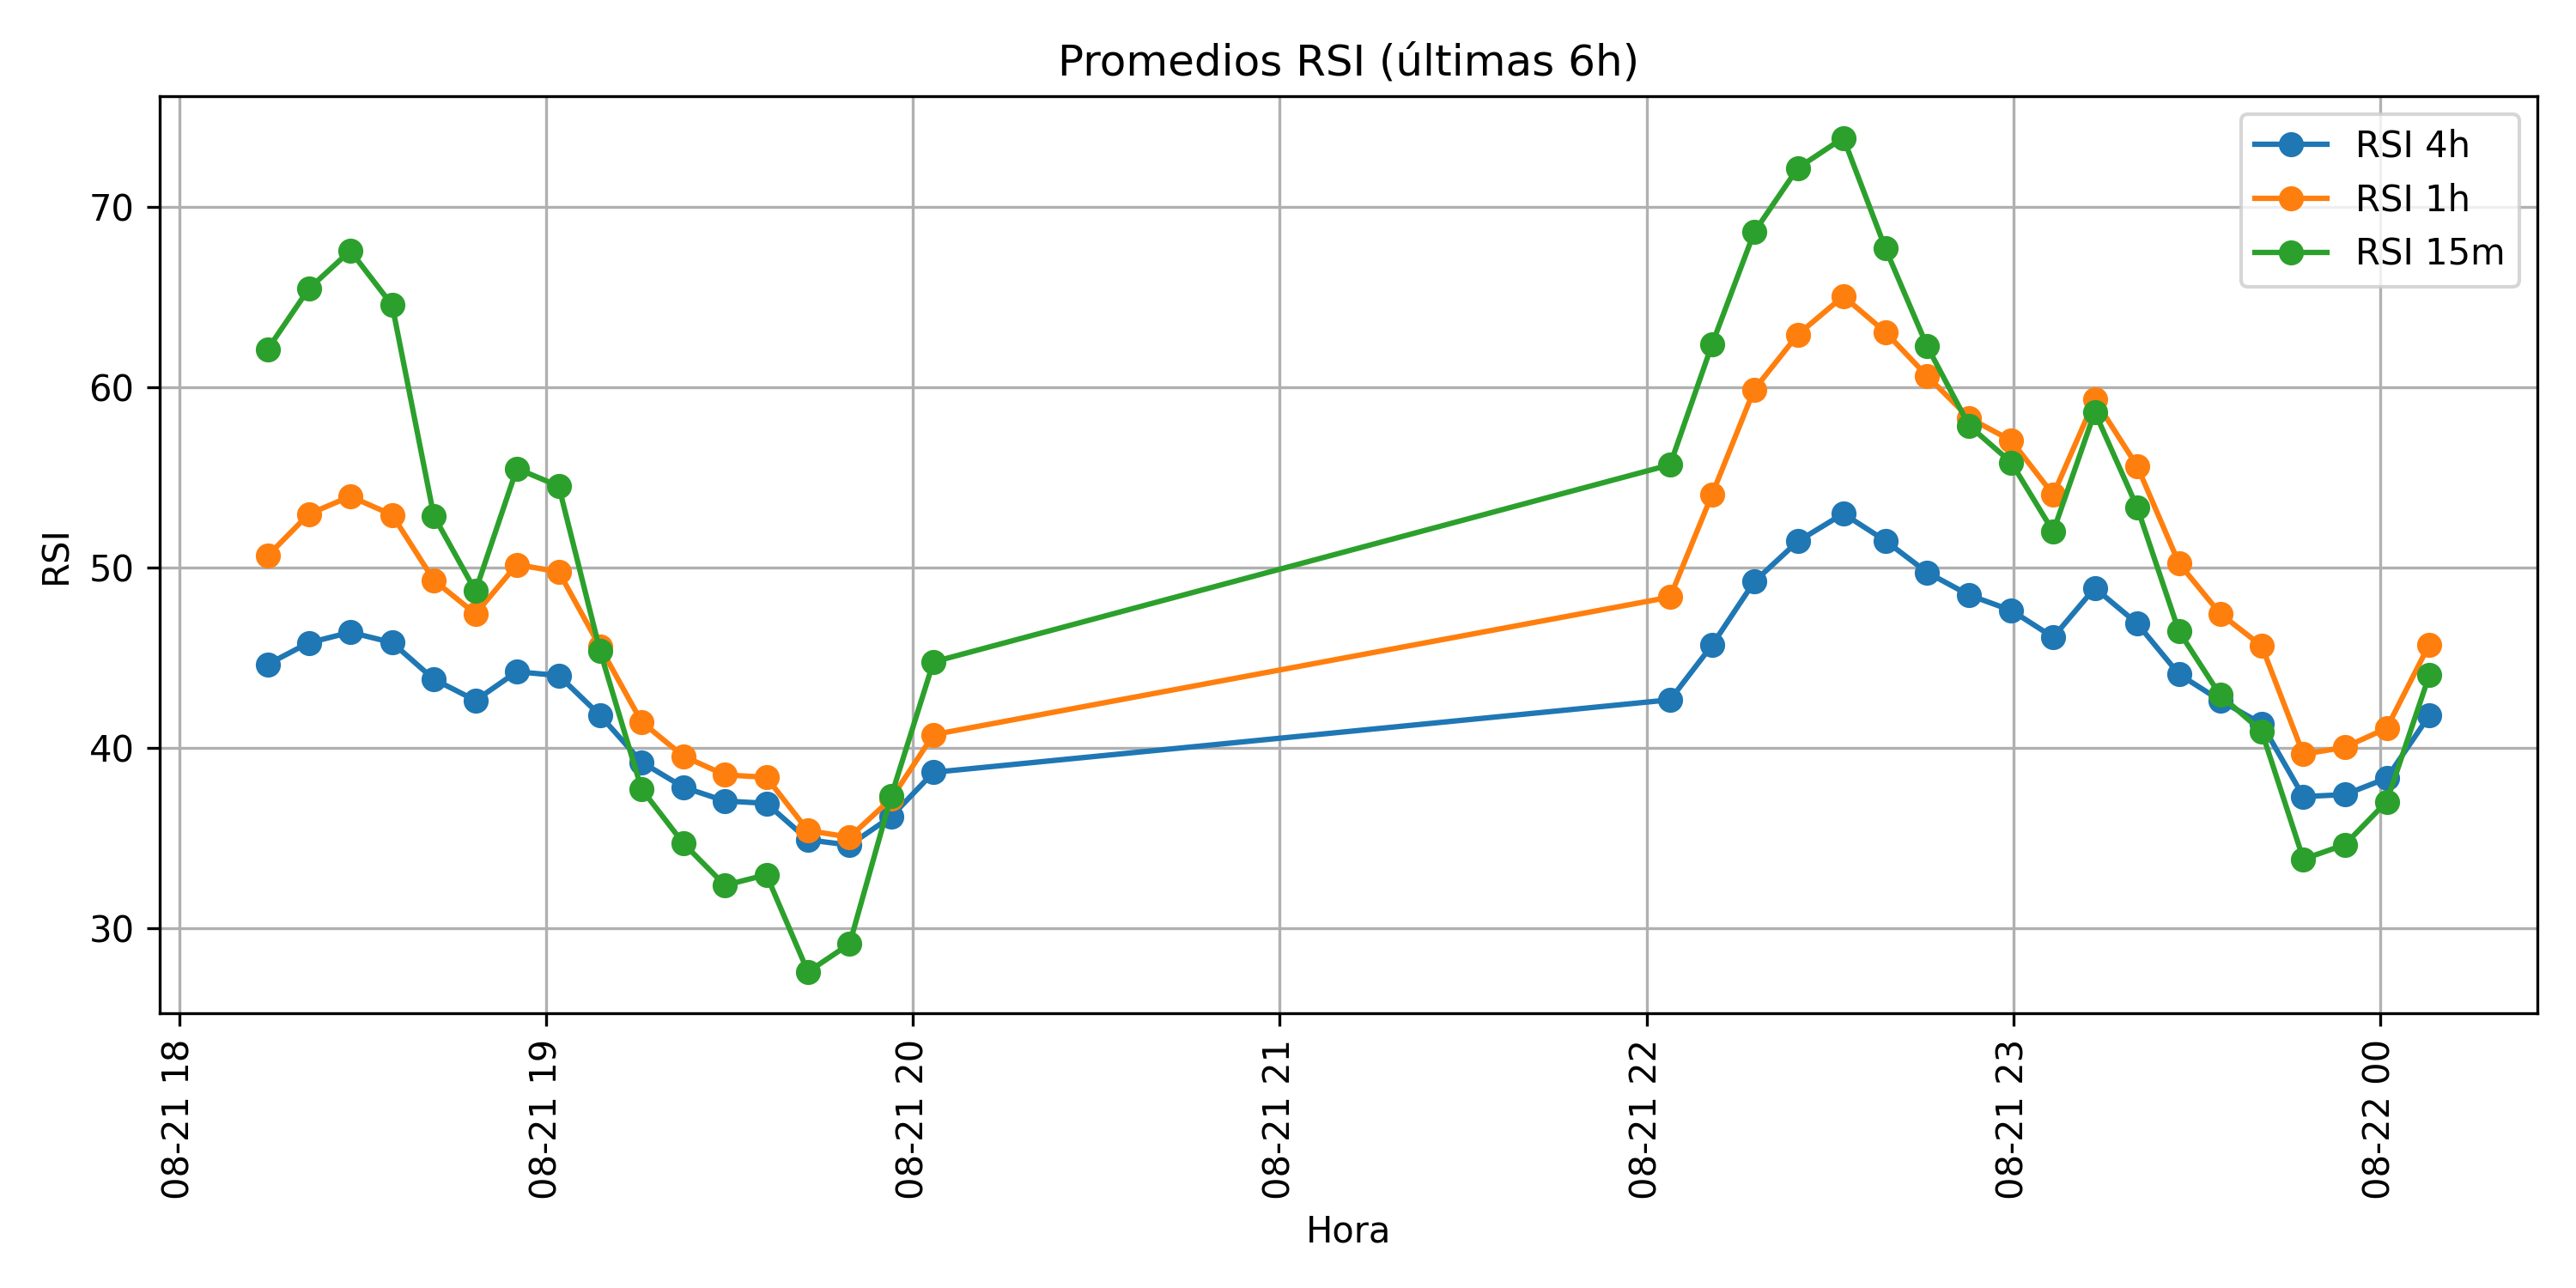 Promedios RSI (últimas 6h)
RSI 4h
RSI 1h
RSI 15m
RSI
70
60
50
40
30
08-21 18
08-21 19
08-21 20
08-21 21
08-21 22
08-21 23
08-22 00
Hora